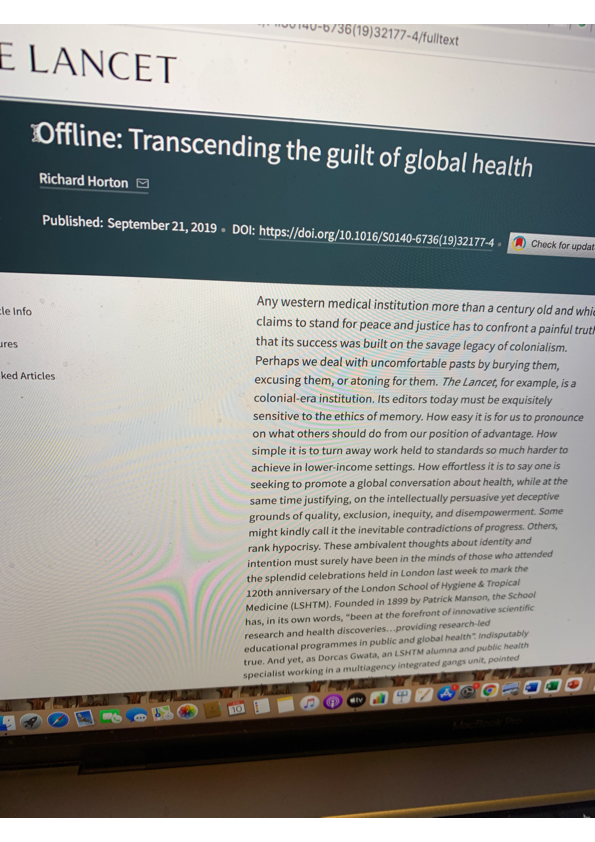 0140-6736(19)32177-4/fulltext
E LANCET
Offline: Transcending the guilt of global health
Richard Horton
Published: September 21, 2019 • DOI: https://doi.org/10.1016/S0140-6736(19)32177-4 •
Check for updat
cle Info
ures
ked Articles
Any western medical institution more than a century old and whic
claims to stand for peace and justice has to confront a painful truth
that its success was built on the savage legacy of colonialism.
Perhaps we deal with uncomfortable pasts by burying them,
excusing them, or atoning for them. The Lancet, for example, is a
colonial-era institution. Its editors today must be exquisitely
sensitive to the ethics of memory. How easy it is for us to pronounce
on what others should do from our position of advantage. How
simple it is to turn away work held to standards so much harder to
achieve in lower-income settings. How effortless it is to say one is
seeking to promote a global conversation about health, while at the
same time justifying, on the intellectually persuasive yet deceptive
grounds of quality, exclusion, inequity, and disempowerment. Some
might kindly call it the inevitable contradictions of progress. Others,
rank hypocrisy. These ambivalent thoughts about identity and
intention must surely have been in the minds of those who attended
the splendid celebrations held in London last week to mark the
120th anniversary of the London School of Hygiene & Tropical
Medicine (LSHTM). Founded in 1899 by Patrick Manson, the School
has, in its own words, "been at the forefront of innovative scientific
research and health discoveries…providing research-led
educational programmes in public and global health". Indisputably
true. And yet, as Dorcas Gwata, an LSHTM alumna and public health
specialist working in a multiagency integrated gangs unit, pointed
10
tv
MacBook Pro